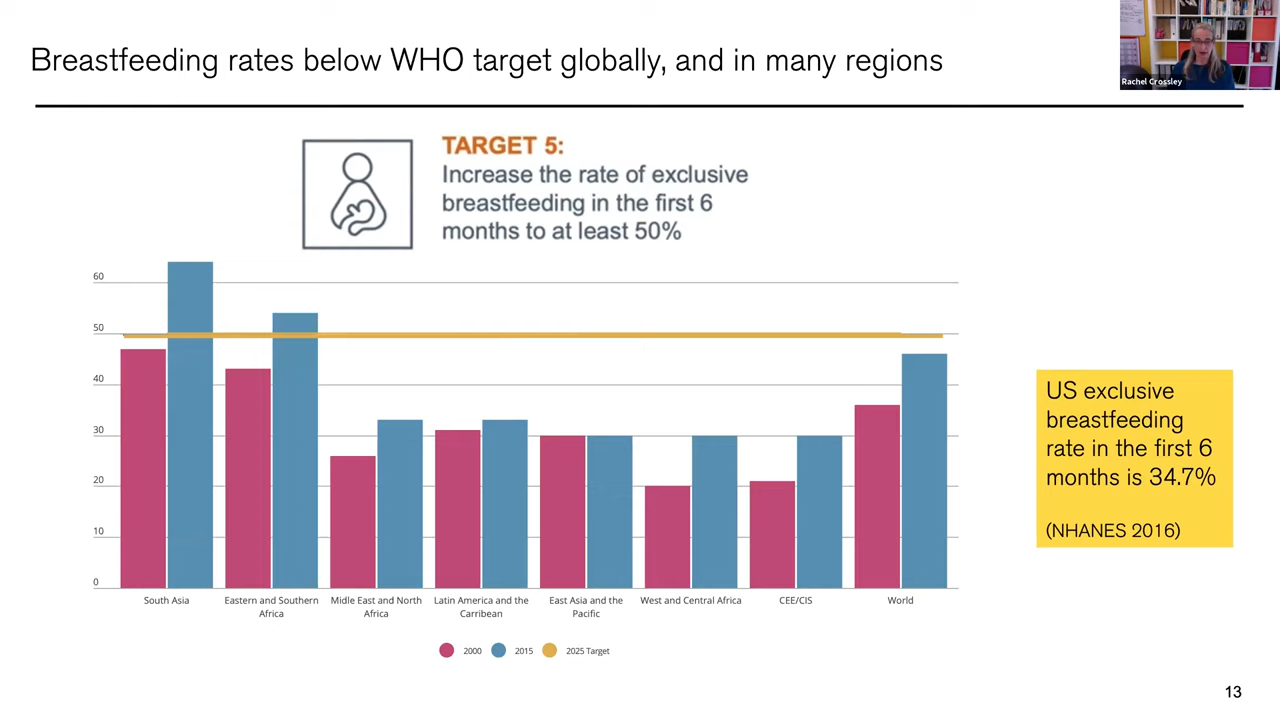 Breastfeeding rates below WHO target globally, and in many regions
Rachel Crossley
TARGET 5:
Increase the rate of exclusive
breastfeeding in the first 6
months to at least 50%
60
50
40
30
20
10
0
South Asia
Eastern and Southern
Africa
Midle East and North
Africa
Latin America and the
Carribean
East Asia and the
Pacific
West and Central Africa
CEE/CIS
World
2000
2015
2025 Target
US exclusive
breastfeeding
rate in the first 6
months is 34.7%
(NHANES 2016)
13